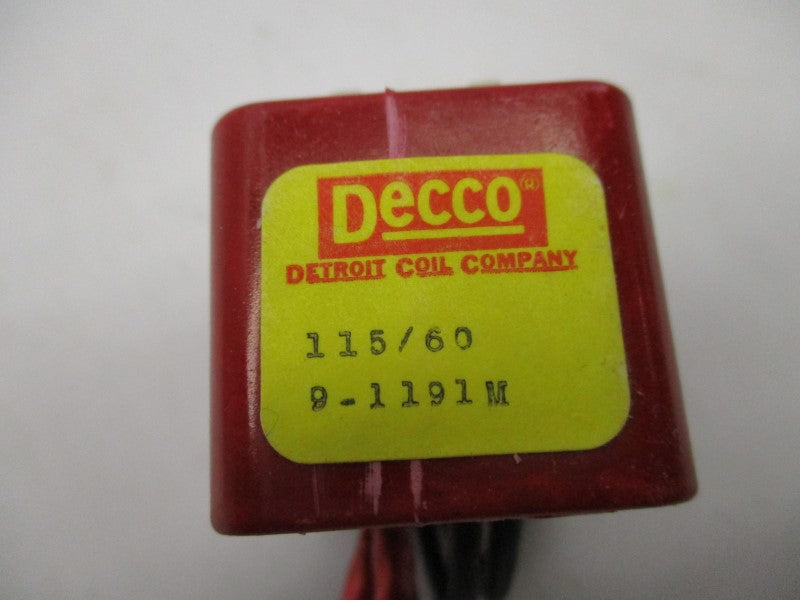 Decco®
DETROIT COIL COMPANY
115/60
9-1191M